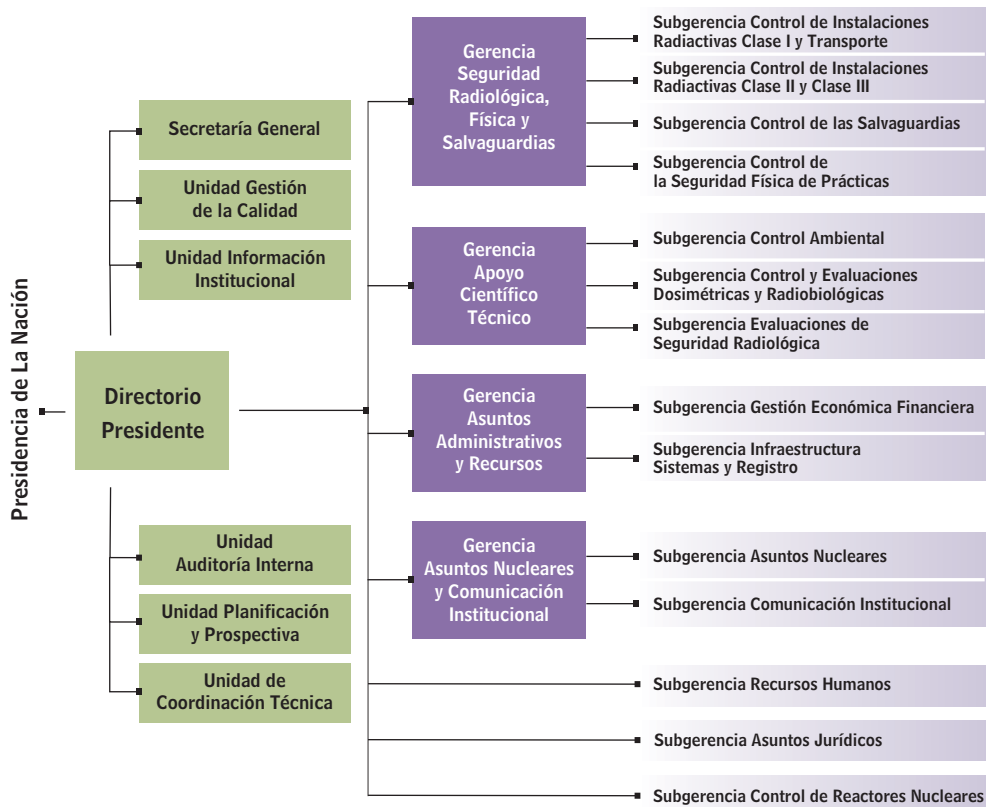 Presidencia de La Nación
Secretaría General
Unidad Gestión
de la Calidad
Unidad Información
Institucional
Directorio
Presidente
Unidad
Auditoría Interna
Unidad Planificación
y Prospectiva
Unidad de
Coordinación Técnica
Gerencia
Seguridad
Radiológica,
Física y
Salvaguardias
Subgerencia Control de Instalaciones
Radiactivas Clase I y Transporte
Subgerencia Control de Instalaciones
Radiactivas Clase II y Clase III
Subgerencia Control de las Salvaguardias
Subgerencia Control de
la Seguridad Física de Prácticas
Gerencia
Apoyo
Científico
Técnico
Subgerencia Control Ambiental
Subgerencia Control y Evaluaciones
Dosimétricas y Radiobiológicas
Subgerencia Evaluaciones de
Seguridad Radiológica
Gerencia
Asuntos
Administrativos
y Recursos
Subgerencia Gestión Económica Financiera
Subgerencia Infraestructura
Sistemas y Registro
Gerencia
Asuntos Nucleares
y Comunicación
Institucional
Subgerencia Asuntos Nucleares
Subgerencia Comunicación Institucional
Subgerencia Recursos Humanos
Subgerencia Asuntos Jurídicos
Subgerencia Control de Reactores Nucleares